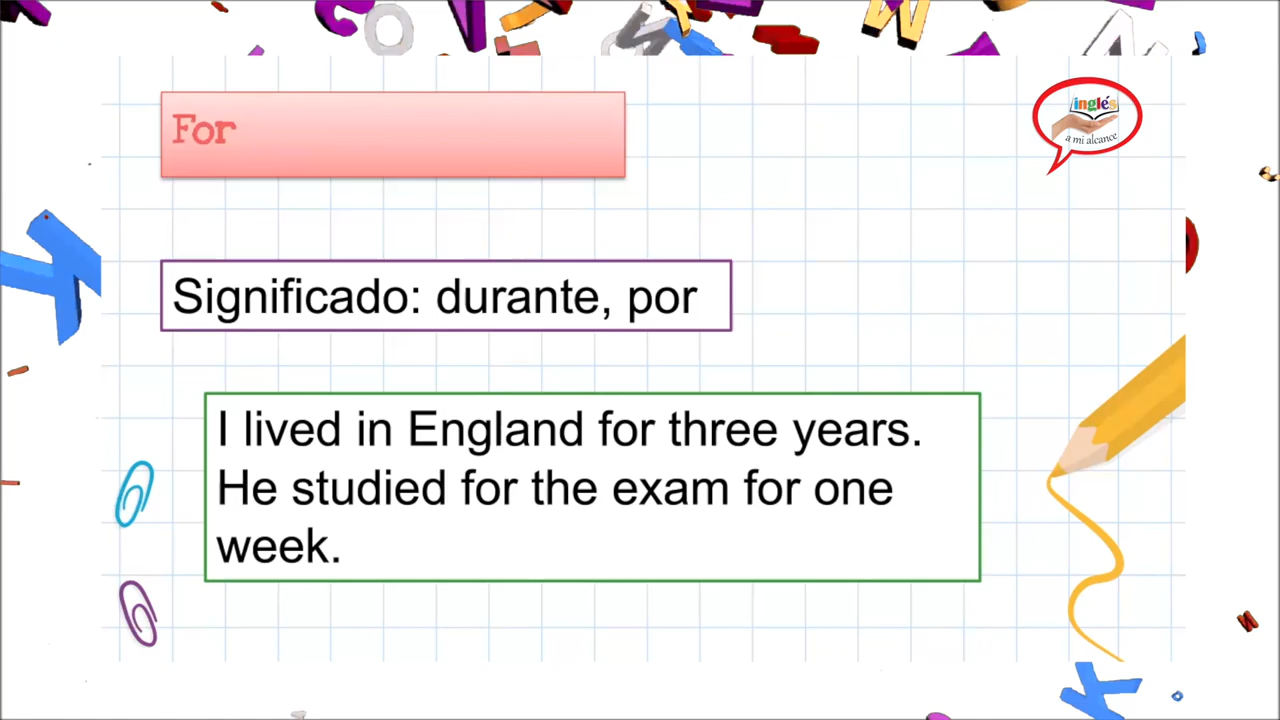 For
inglés
a mi alcance
Significado: durante, por
I lived in England for three years.
He studied for the exam for one
week.